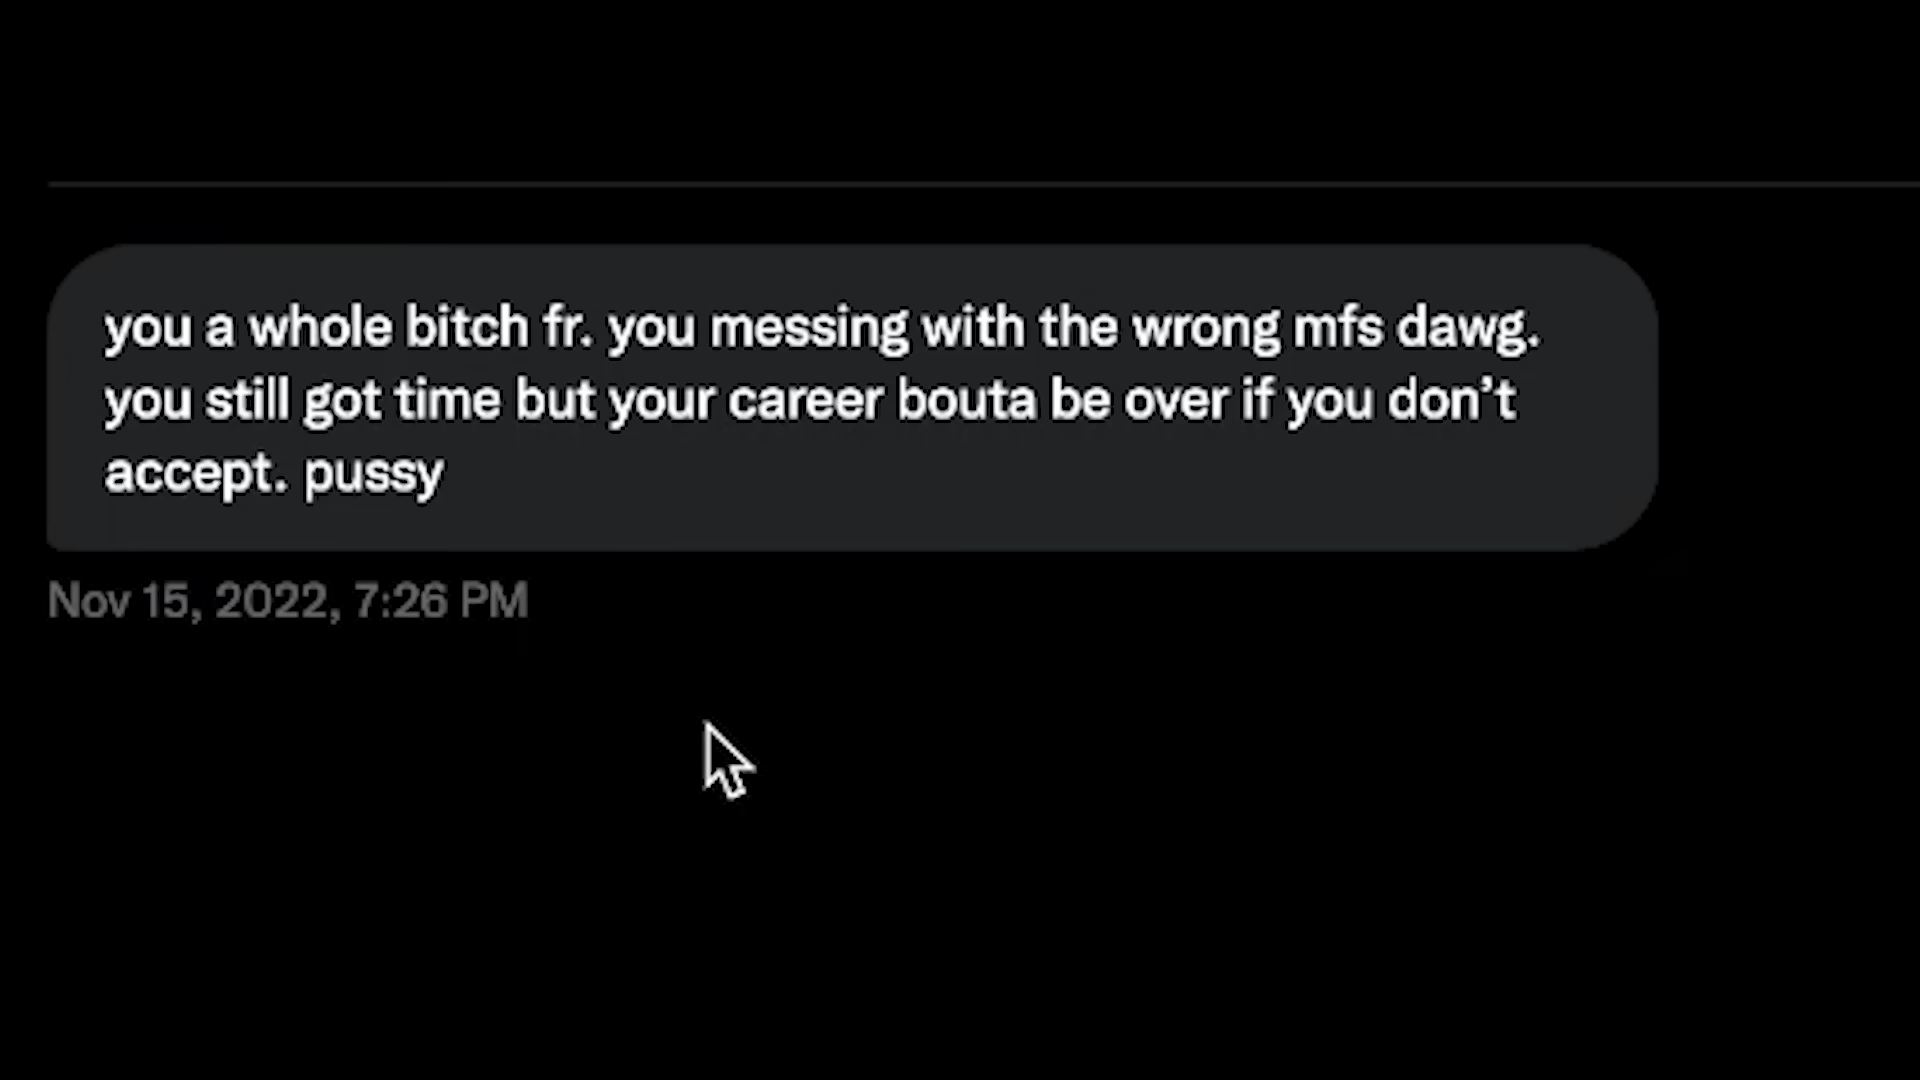 you a whole bitch fr. you messing with the wrong mfs dawg.
you still got time but your career bouta be over if you don’t
accept. pussy
Nov 15, 2022, 7:26 PM